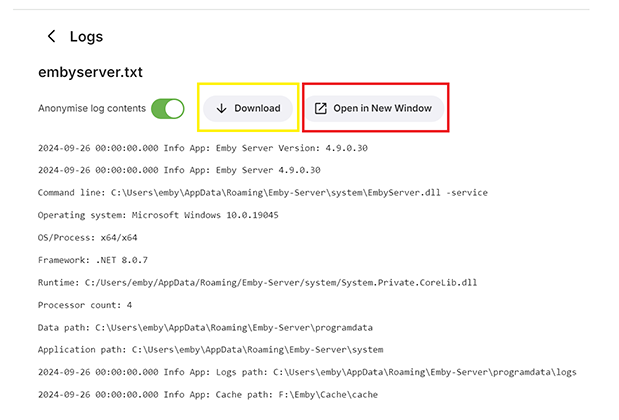 Logs
embyserver.txt
Anonymise log contents Download Open in New Window
2024-09-26 00:00:00.000 Info App: Emby Server Version: 4.9.0.30
2024-09-26 00:00:00.000 Info App: Emby Server 4.9.0.30
Command line: C:\Users\emby\AppData\Roaming\Emby-Server\system\EmbyServer.dll -service
Operating system: Microsoft Windows 10.0.19045
OS/Process: x64/x64
Framework: .NET 8.0.7
Runtime: C:/Users/emby/AppData/Roaming/Emby-Server/system/System.Private.CoreLib.dll
Processor count: 4
Data path: C:\Users\emby\AppData\Roaming\Emby-Server\programdata
Application path: C:\Users\emby\AppData\Roaming\Emby-Server\system
2024-09-26 00:00:00.000 Info App: Logs path: C:\Users\emby\AppData\Roaming\Emby-Server\programdata\logs
2024-09-26 00:00:00.000 Info App: Cache path: F:\Emby\Cache\cache